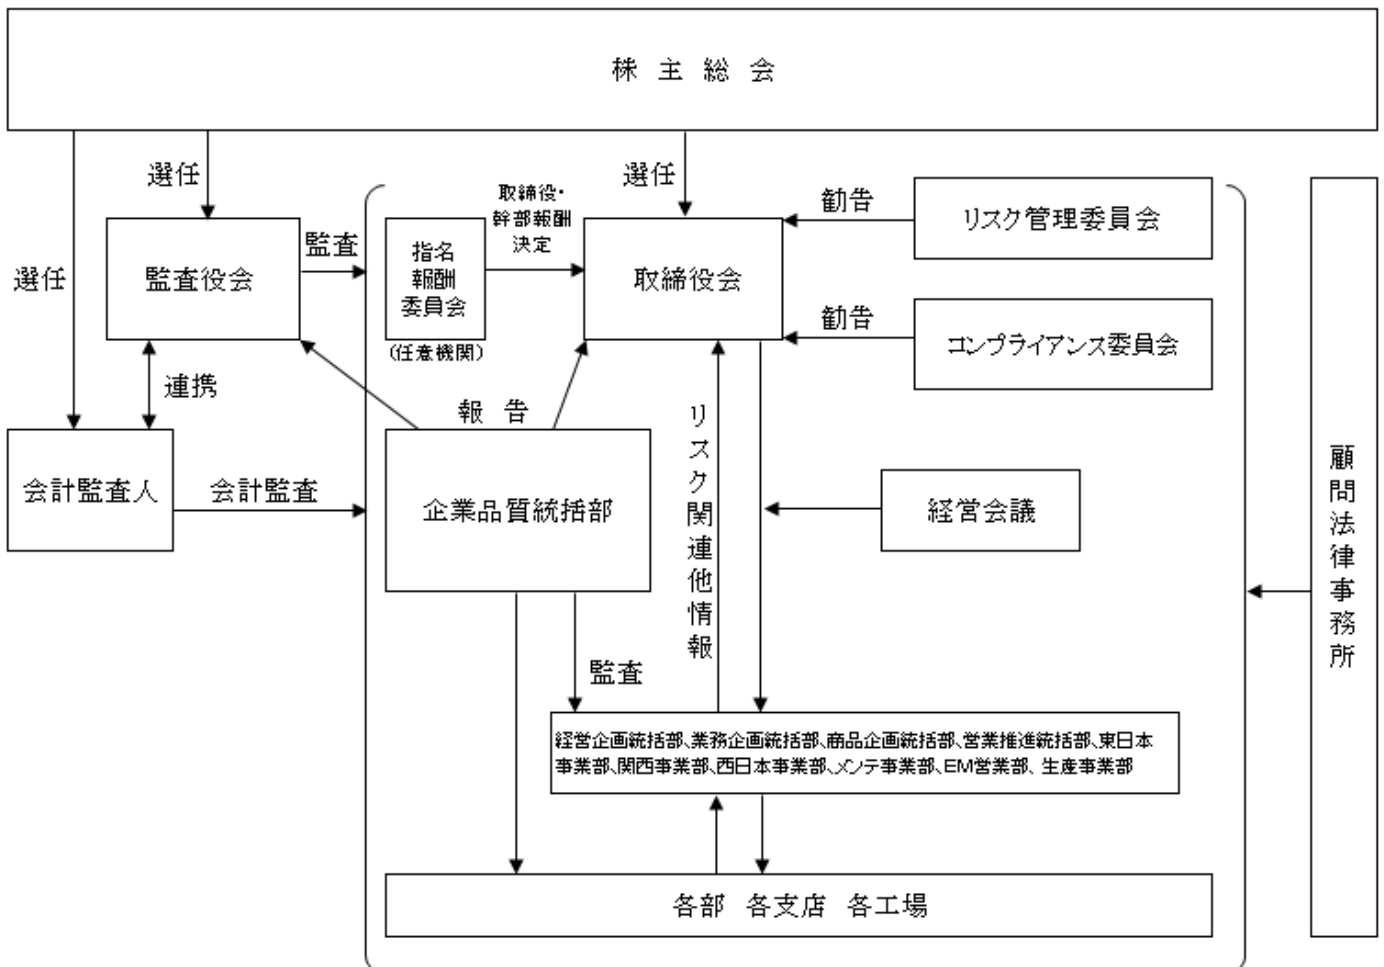 株 主 総 会
選任
選任
選任
取締役・
幹部報酬
決定
勧告
リスク管理委員会
監査役会
監査
指名
報酬
委員会
(任意機関)
取締役会
勧告
コンプライアンス委員会
連携
報 告
リスク関連他情報
会計監査人
会計監査
企業品質統括部
経営会議
顧問法律事務所
監査
経営企画統括部、業務企画統括部、商品企画統括部、営業推進統括部、東日本
事業部、関西事業部、西日本事業部、メンテ事業部、EM営業部、生産事業部
各部 各支店 各工場